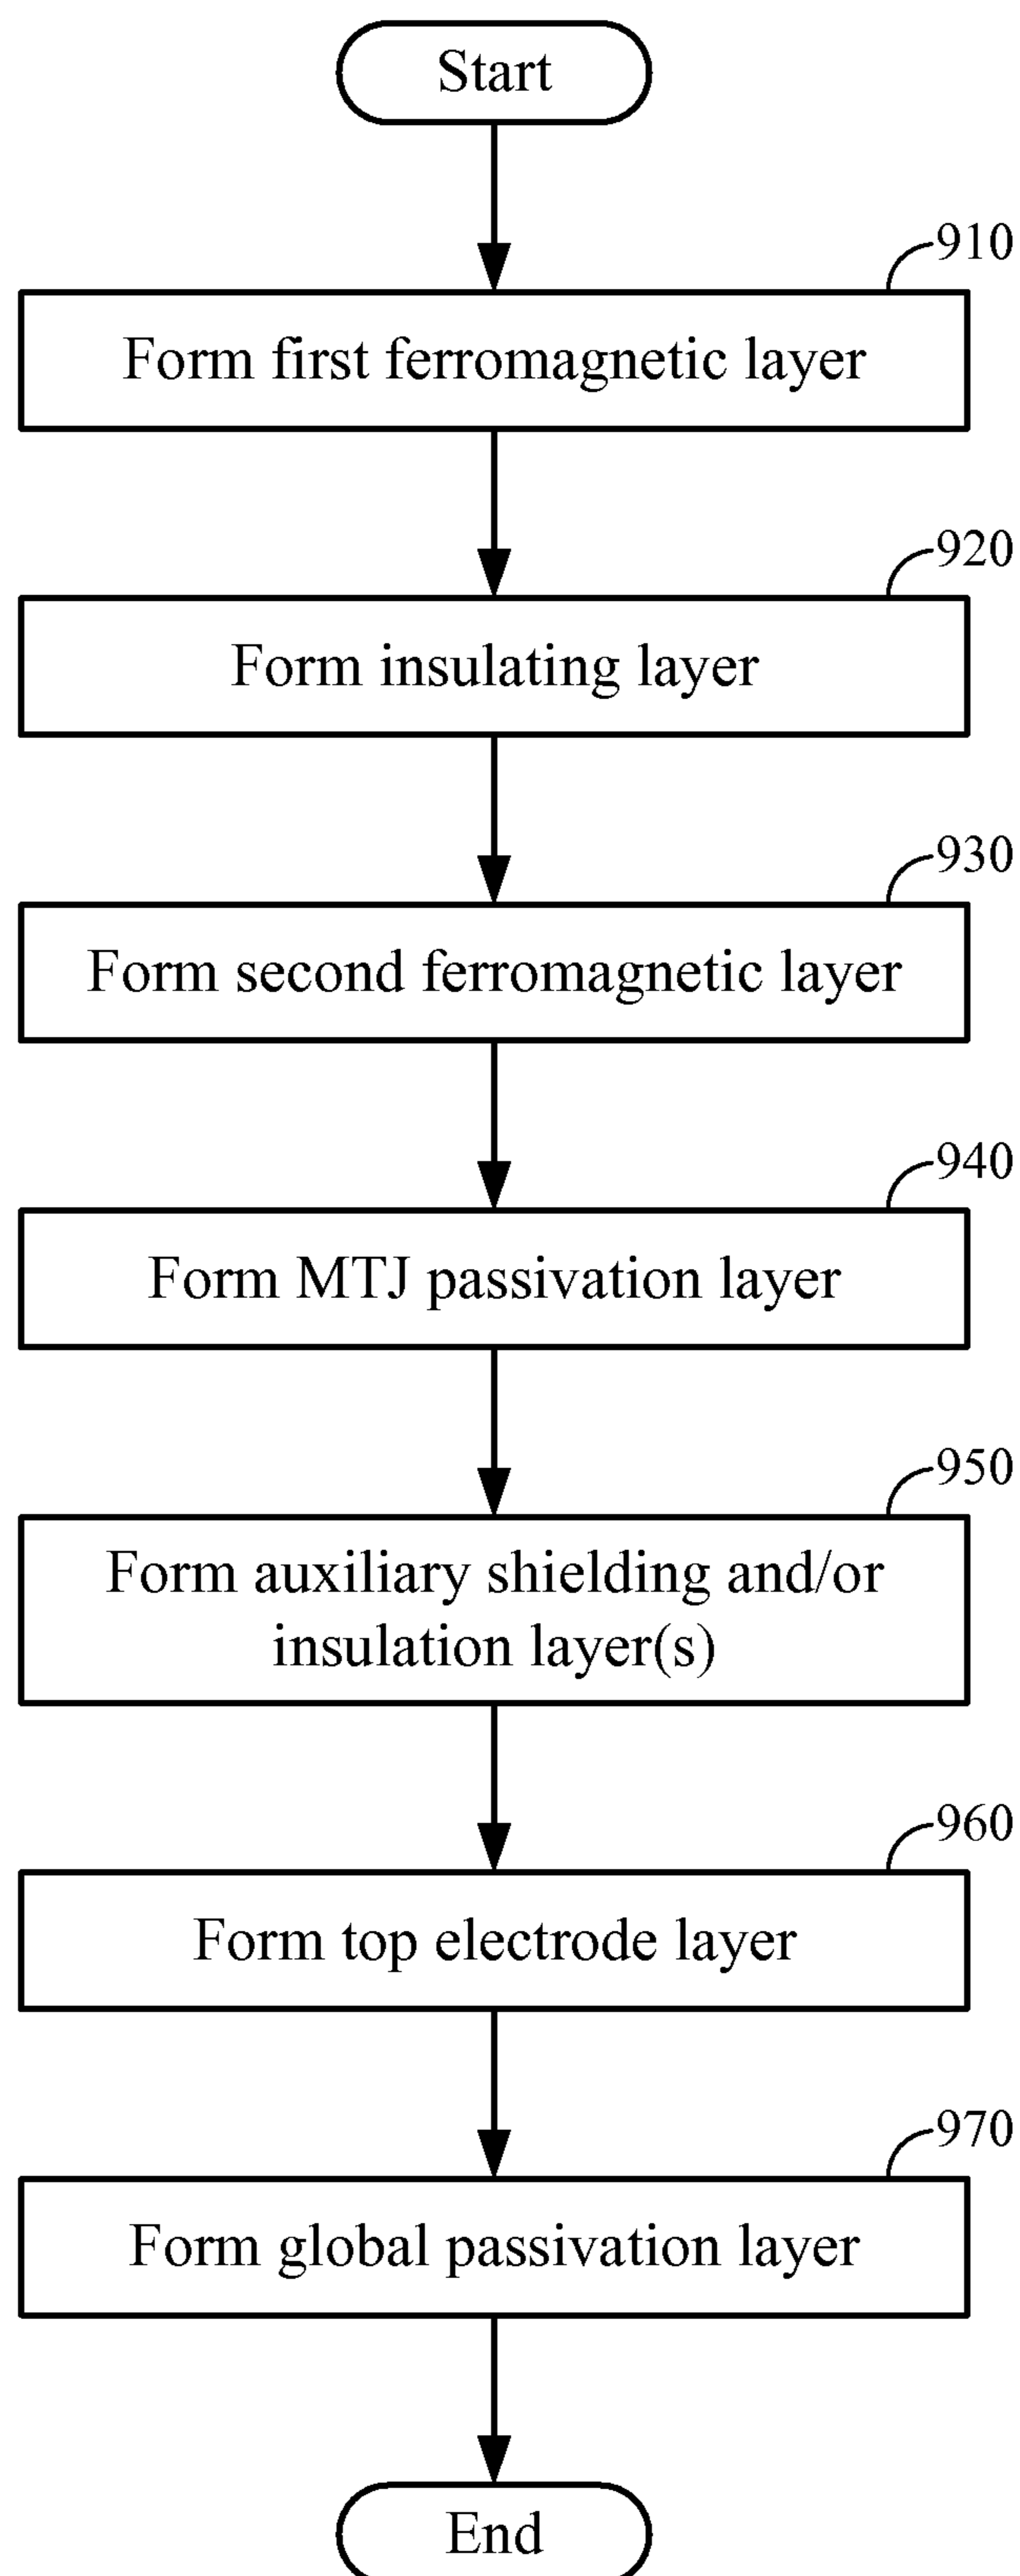 Start
910
Form first ferromagnetic layer
920
Form insulating layer
930
Form second ferromagnetic layer
940
Form MTJ passivation layer
950
Form auxiliary shielding and/or
insulation layer(s)
960
Form top electrode layer
970
Form global passivation layer
End